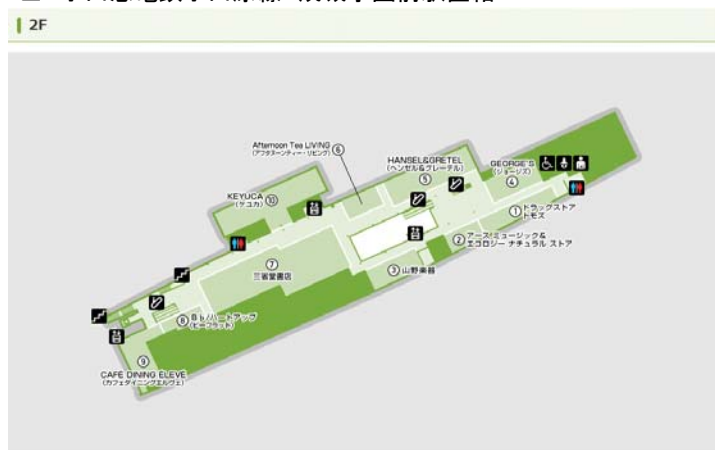 2F
Afternoon Tea LIVING ⑥
(アフタヌーンティー・リビング)
HANSEL&GRETEL
(ヘンゼル&グレーテル)
⑤
GEORGE'S
(ジョージズ)
④
KEYUCA
(ケユカ)
⑩
① ドラッグストア
トモズ
② アース ミュージック&
エコロジー ナチュラル ストア
③ 山野楽器
⑦
三省堂書店
⑧ B♭/ハートアップ
(ビーフラット)
⑨
CAFÉ DINING ELEVE
(カフェダイニングエルヴェ)